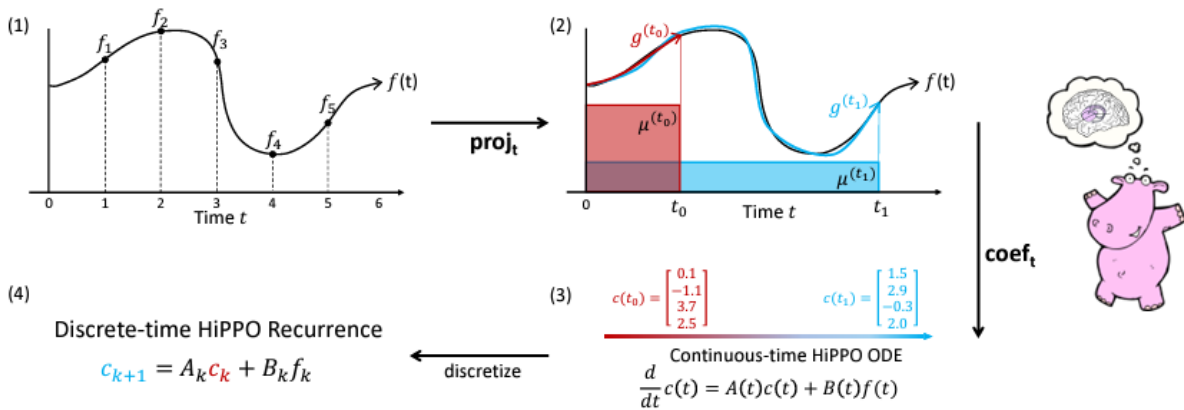 (1)
f₁
f₂
f₃
f₄
f₅
f(t)
0 1 2 3 4 5 6
Time t
proj_t
(2)
g^(t₀)
g^(t₁)
f(t)
μ^(t₀)
μ^(t₁)
0 t₀ Time t t₁
coef_t
(3)
c(t₀) = [0.1 −1.1 3.7 2.5]
c(t₁) = [1.5 2.9 −0.3 2.0]
Continuous-time HiPPO ODE
d/dt c(t) = A(t)c(t) + B(t)f(t)
discretize
(4)
Discrete-time HiPPO Recurrence
c_{k+1} = A_k c_k + B_k f_k